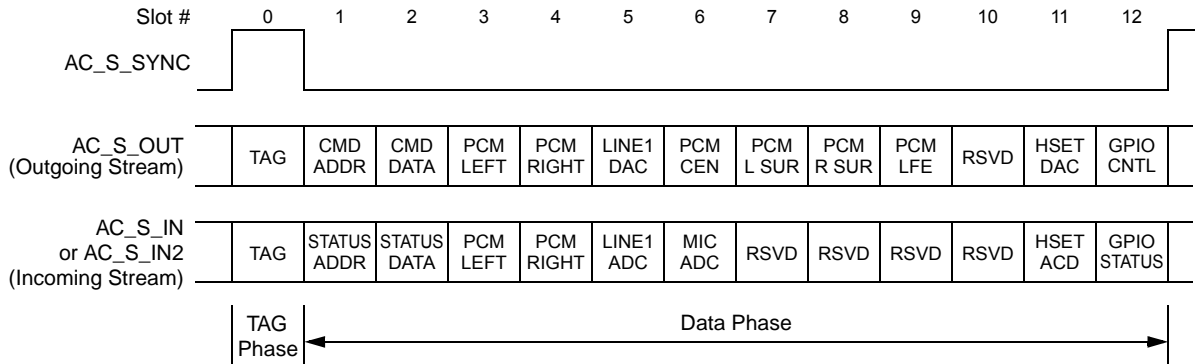 Slot # 0 1 2 3 4 5 6 7 8 9 10 11 12
AC_S_SYNC
AC_S_OUT
(Outgoing Stream)
TAG
CMD
ADDR
CMD
DATA
PCM
LEFT
PCM
RIGHT
LINE1
DAC
PCM
CEN
PCM
L SUR
PCM
R SUR
PCM
LFE
RSVD
HSET
DAC
GPIO
CNTL
AC_S_IN
or AC_S_IN2
(Incoming Stream)
TAG
STATUS
ADDR
STATUS
DATA
PCM
LEFT
PCM
RIGHT
LINE1
ADC
MIC
ADC
RSVD
RSVD
RSVD
RSVD
HSET
ACD
GPIO
STATUS
TAG
Phase
Data Phase